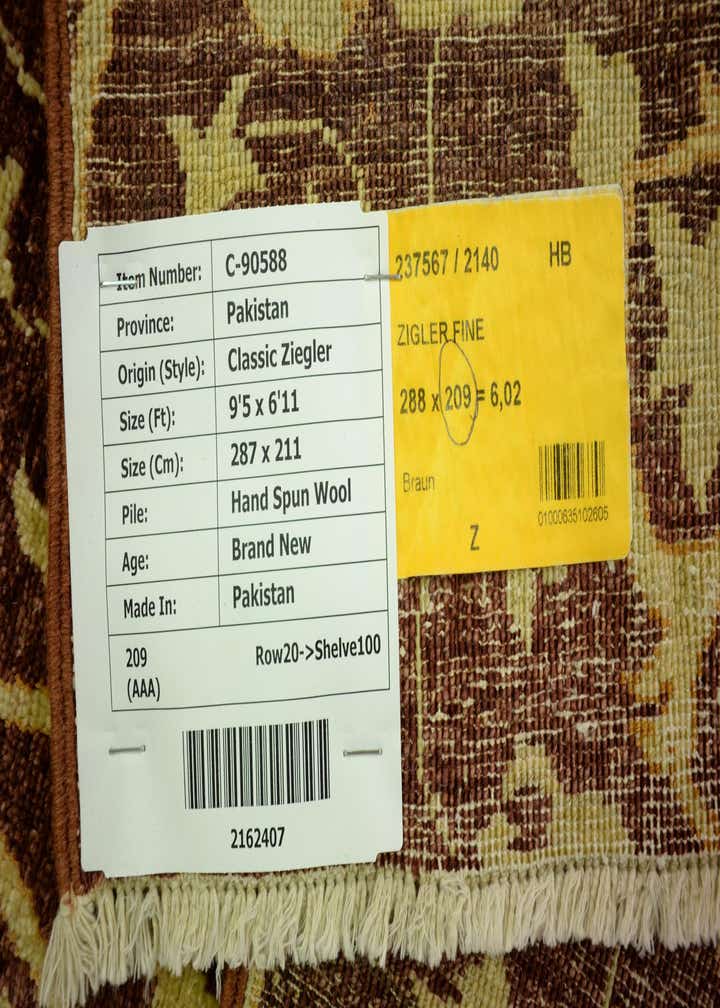 Item Number: C-90588
Province: Pakistan
Origin (Style): Classic Ziegler
Size (Ft): 9'5 x 6'11
Size (Cm): 287 x 211
Pile: Hand Spun Wool
Age: Brand New
Made In: Pakistan
209 Row20->Shelve100
(AAA)
2162407
237567 / 2140 HB
ZIGLER FINE
288 x 209 = 6,02
Braun
01000635102605
Z